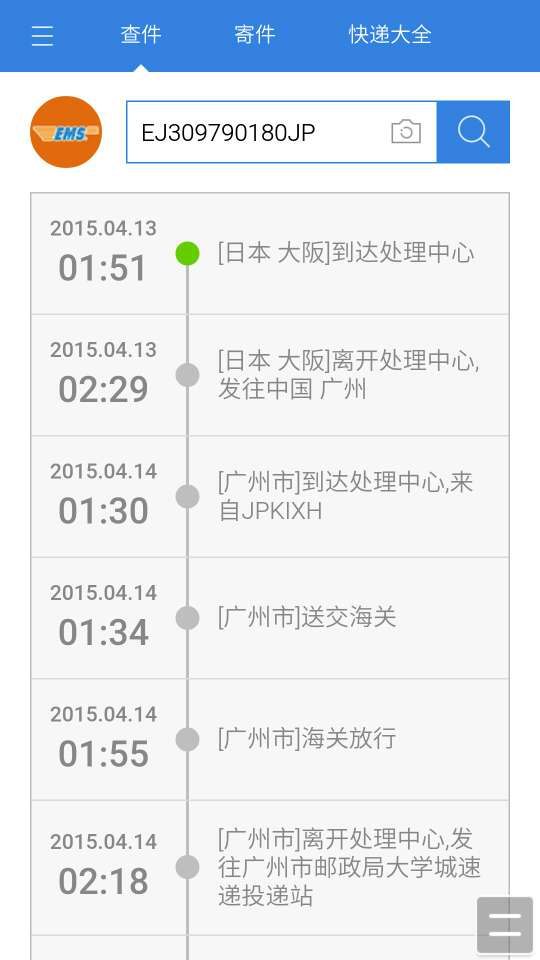 查件 寄件 快递大全
EMS
EJ309790180JP
2015.04.13
01:51
[日本 大阪]到达处理中心
2015.04.13
02:29
[日本 大阪]离开处理中心,
发往中国 广州
2015.04.14
01:30
[广州市]到达处理中心,来
自JPKIXH
2015.04.14
01:34
[广州市]送交海关
2015.04.14
01:55
[广州市]海关放行
2015.04.14
02:18
[广州市]离开处理中心,发
往广州市邮政局大学城速
递投递站